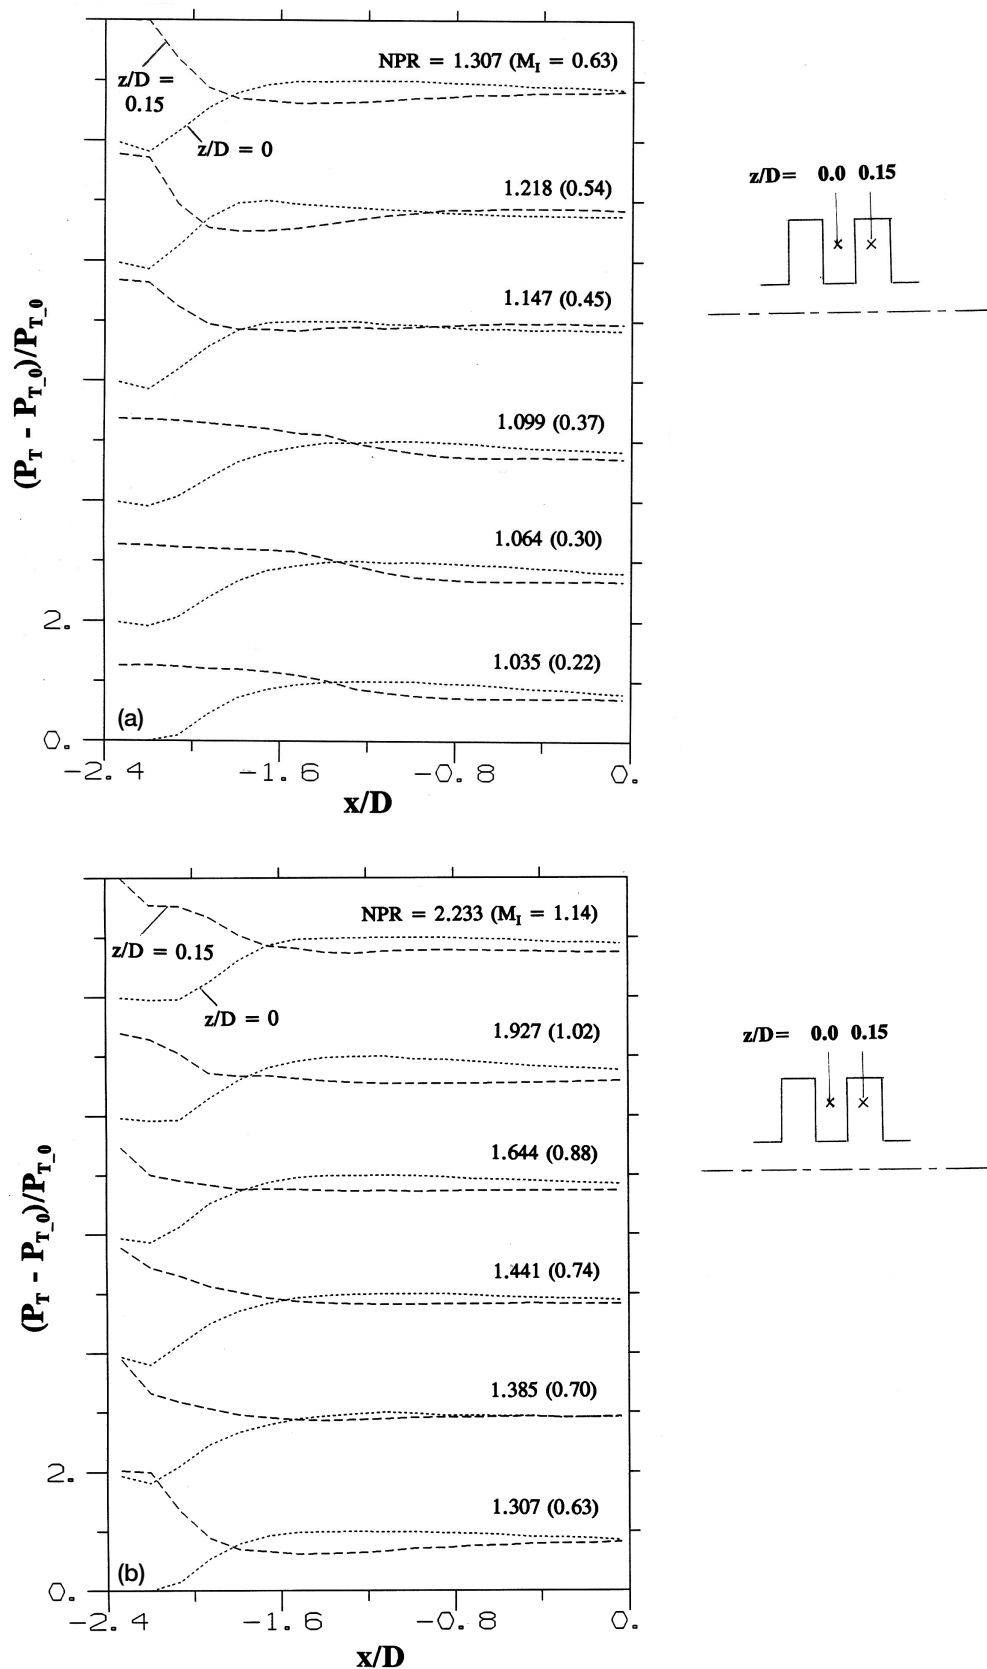 NPR = 1.307 (M_I = 0.63)
z/D =
0.15
z/D = 0
1.218 (0.54)
1.147 (0.45)
1.099 (0.37)
1.064 (0.30)
1.035 (0.22)
(P_T - P_T_0)/P_T_0
2.
0.
(a)
-2.4 -1.6 -0.8 0.
x/D
z/D= 0.0 0.15
NPR = 2.233 (M_I = 1.14)
z/D = 0.15
z/D = 0
1.927 (1.02)
1.644 (0.88)
1.441 (0.74)
1.385 (0.70)
1.307 (0.63)
(P_T - P_T_0)/P_T_0
2.
0.
(b)
-2.4 -1.6 -0.8 0.
x/D
z/D= 0.0 0.15